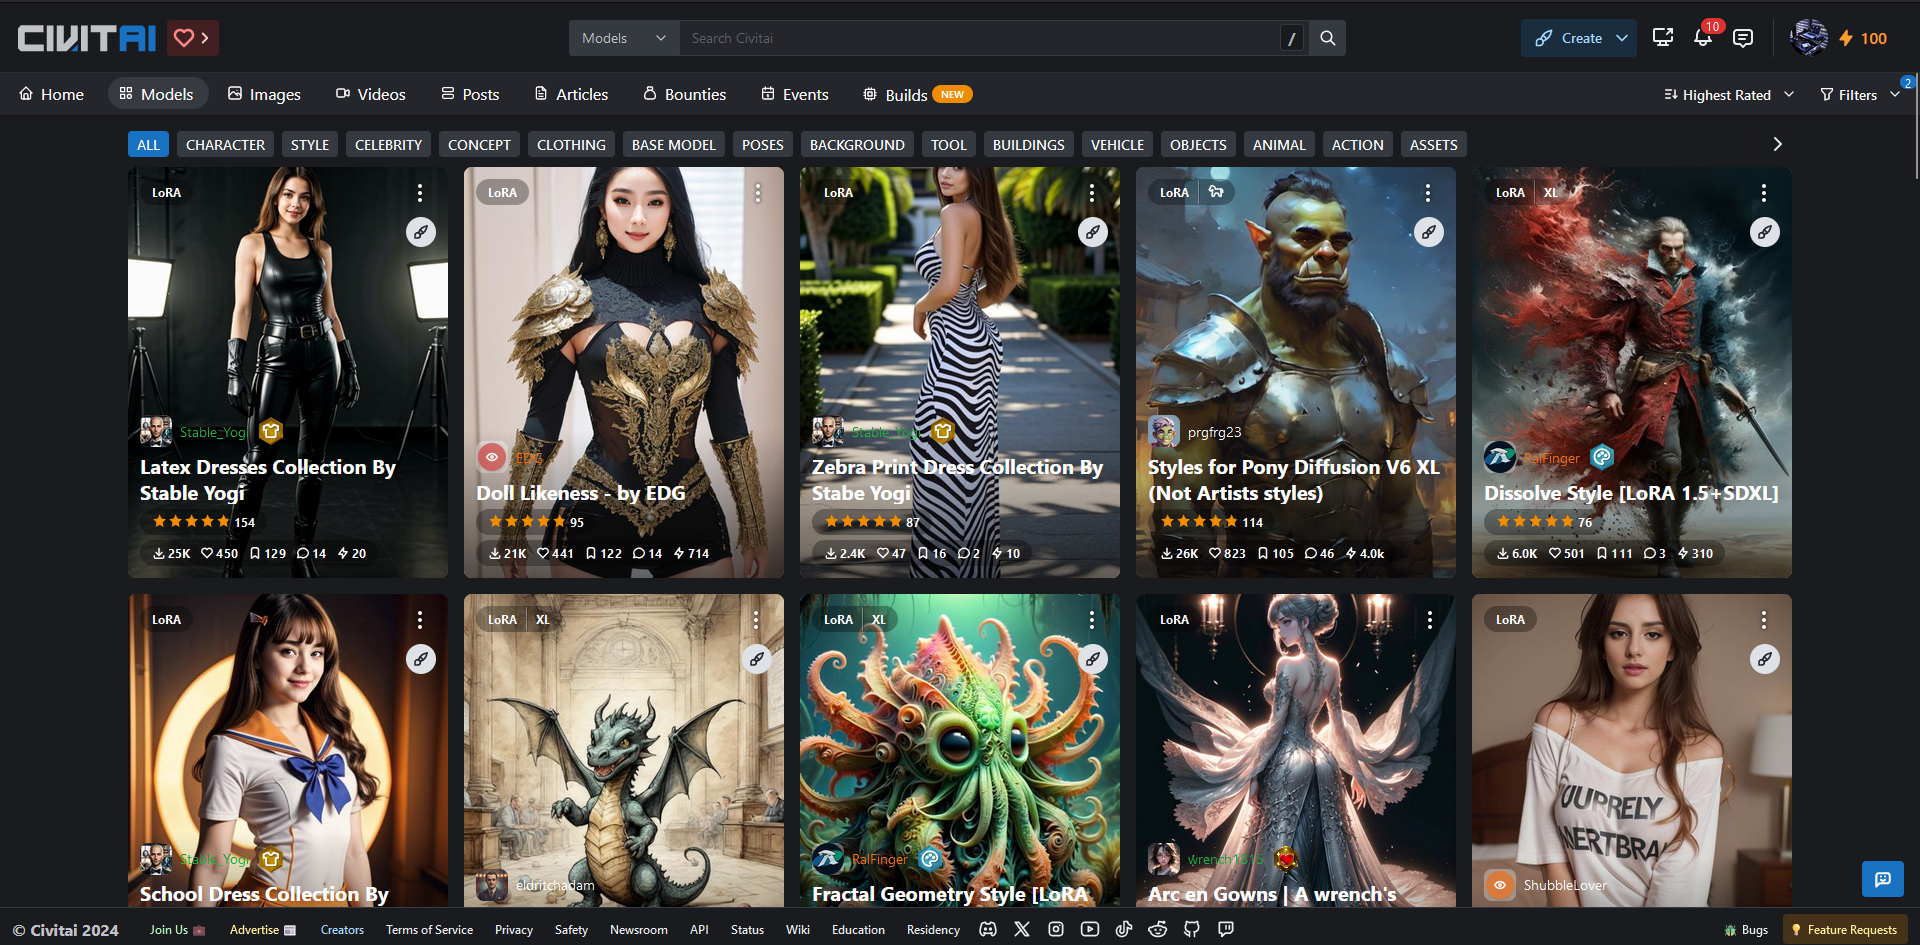 CIVITAI
Models
Search Civitai
/
Create
10
100
Home
Models
Images
Videos
Posts
Articles
Bounties
Events
Builds NEW
Highest Rated
Filters
2
ALL
CHARACTER
STYLE
CELEBRITY
CONCEPT
CLOTHING
BASE MODEL
POSES
BACKGROUND
TOOL
BUILDINGS
VEHICLE
OBJECTS
ANIMAL
ACTION
ASSETS
LoRA
Stable_Yogi
Latex Dresses Collection By
Stable Yogi
154
25K 450 129 14 20
LoRA
EDG
Doll Likeness - by EDG
95
21K 441 122 14 714
LoRA
Stable_Yogi
Zebra Print Dress Collection By
Stabe Yogi
87
2.4K 47 16 2 10
LoRA
prgfrg23
Styles for Pony Diffusion V6 XL
(Not Artists styles)
114
26K 823 105 46 4.0k
LoRA XL
RalFinger
Dissolve Style [LoRA 1.5+SDXL]
76
6.0K 501 111 3 310
LoRA
Stable_Yogi
School Dress Collection By
LoRA XL
eldritchadam
LoRA XL
RalFinger
Fractal Geometry Style [LoRA
LoRA
wrench1815
Arc en Gowns | A wrench's
LoRA
ShubbleLover
© Civitai 2024
Join Us
Advertise
Creators
Terms of Service
Privacy
Safety
Newsroom
API
Status
Wiki
Education
Residency
Bugs
Feature Requests